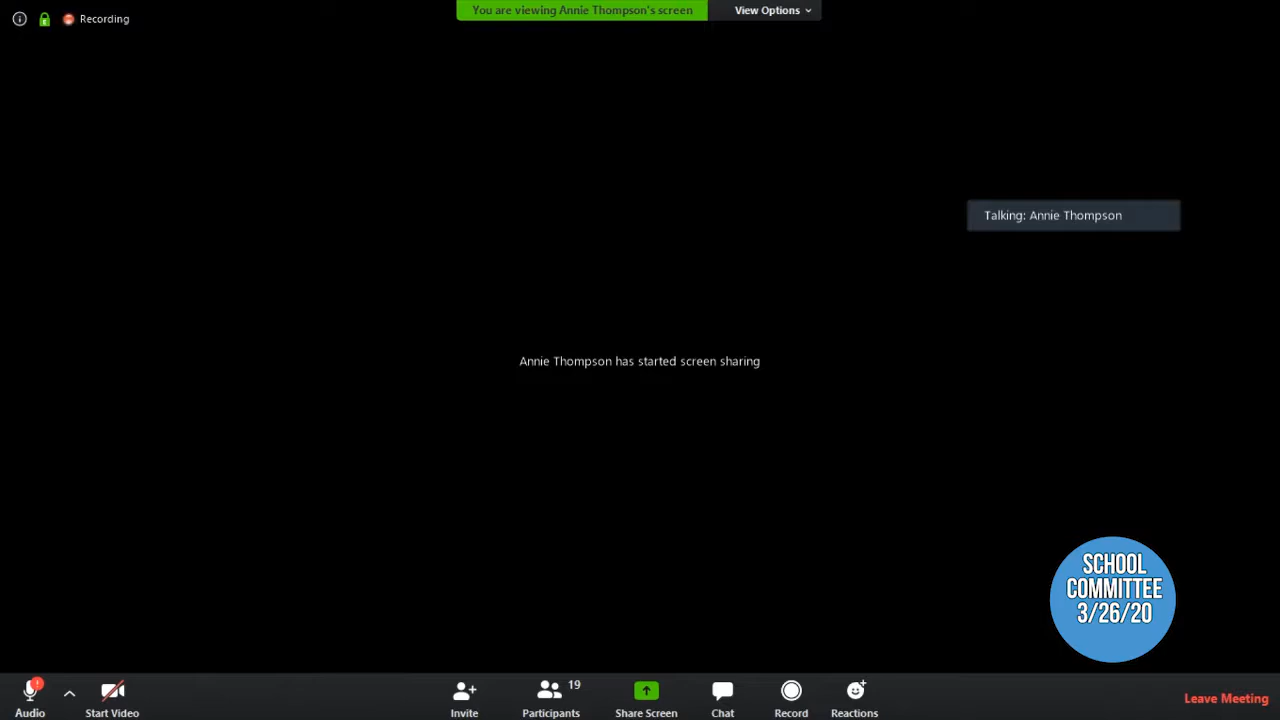 Recording
You are viewing Annie Thompson's screen
View Options
Talking: Annie Thompson
Annie Thompson has started screen sharing
SCHOOL
COMMITTEE
3/26/20
Audio
Start Video
Invite
Participants
19
Share Screen
Chat
Record
Reactions
Leave Meeting